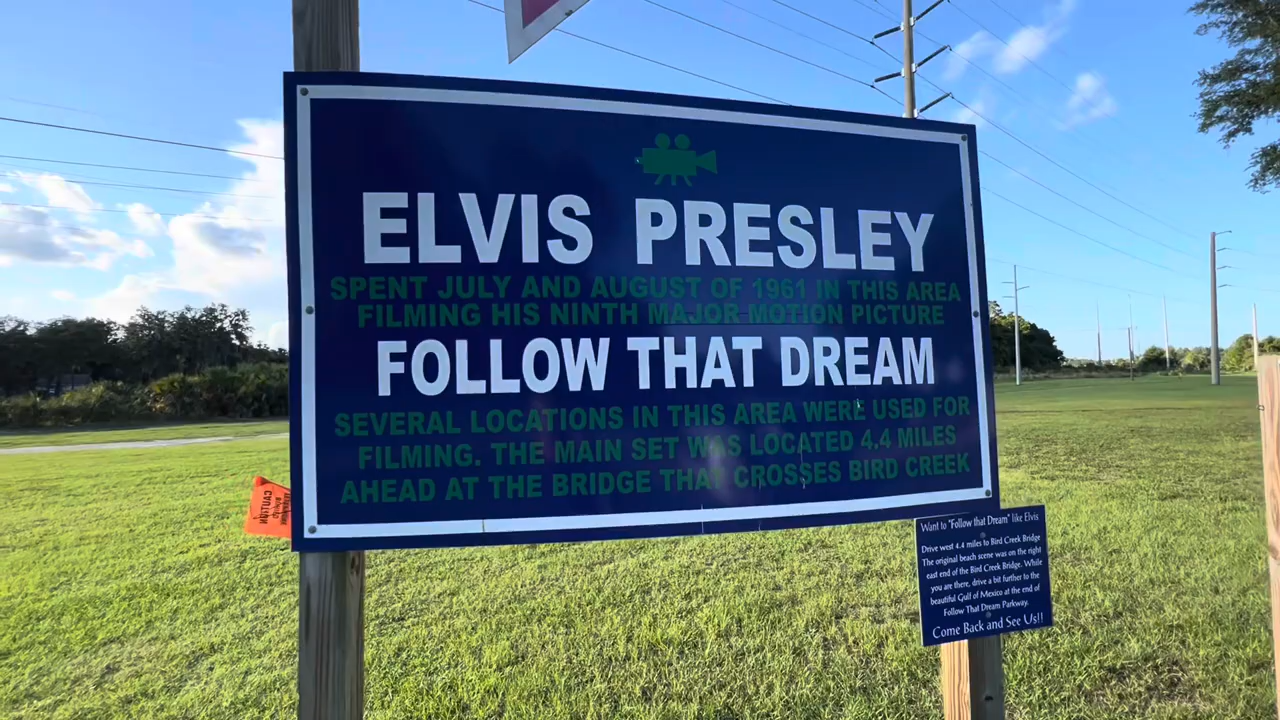 ELVIS PRESLEY
SPENT JULY AND AUGUST OF 1961 IN THIS AREA
FILMING HIS NINTH MAJOR MOTION PICTURE
FOLLOW THAT DREAM
SEVERAL LOCATIONS IN THIS AREA WERE USED FOR
FILMING. THE MAIN SET WAS LOCATED 4.4 MILES
AHEAD AT THE BRIDGE THAT CROSSES BIRD CREEK
CAUTION
Want to "Follow that Dream" like Elvis
Drive west 4.4 miles to Bird Creek Bridge
The original beach scene was on the right
east end of the Bird Creek Bridge. While
you are there, drive a bit further to the
beautiful Gulf of Mexico at the end of
Follow That Dream Parkway.
Come Back and See Us!!